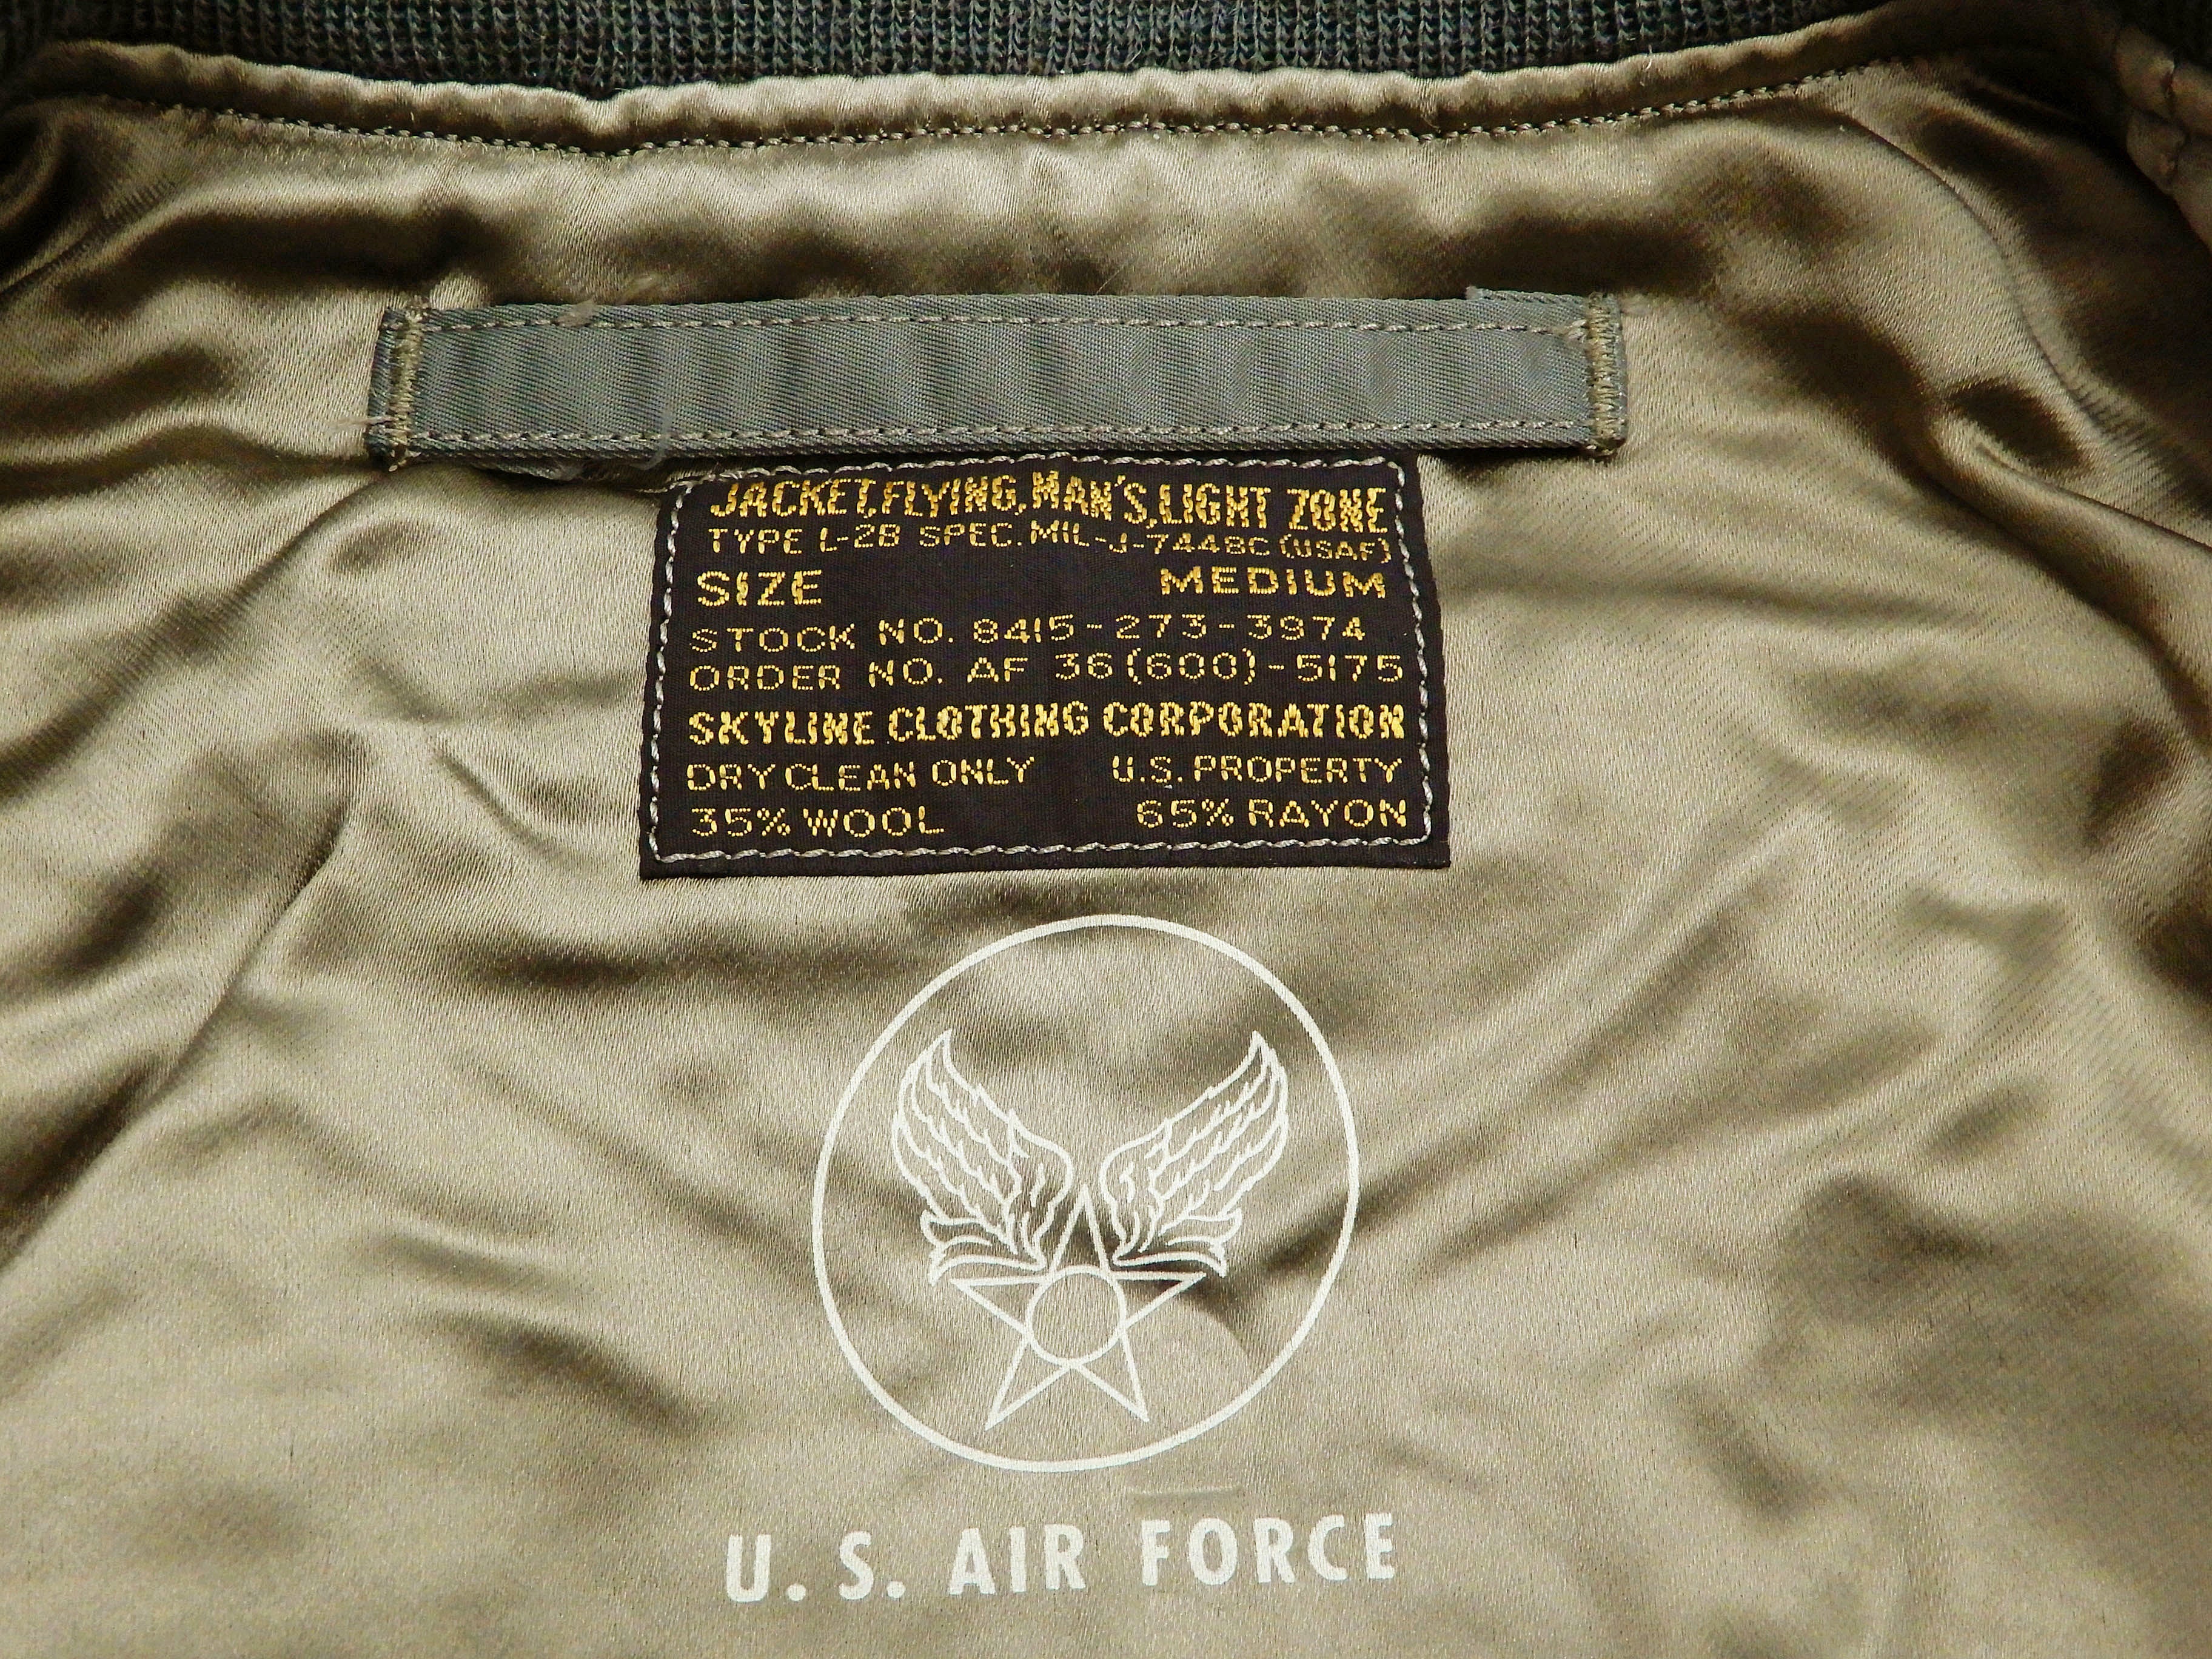 JACKET, FLYING, MAN'S, LIGHT ZONE
TYPE L-2B SPEC. MIL-J-7448C (USAF)
SIZE MEDIUM
STOCK NO. 8415-273-3974
ORDER NO. AF 36(600)-5175
SKYLINE CLOTHING CORPORATION
DRY CLEAN ONLY U.S. PROPERTY
35% WOOL 65% RAYON
U. S. AIR FORCE